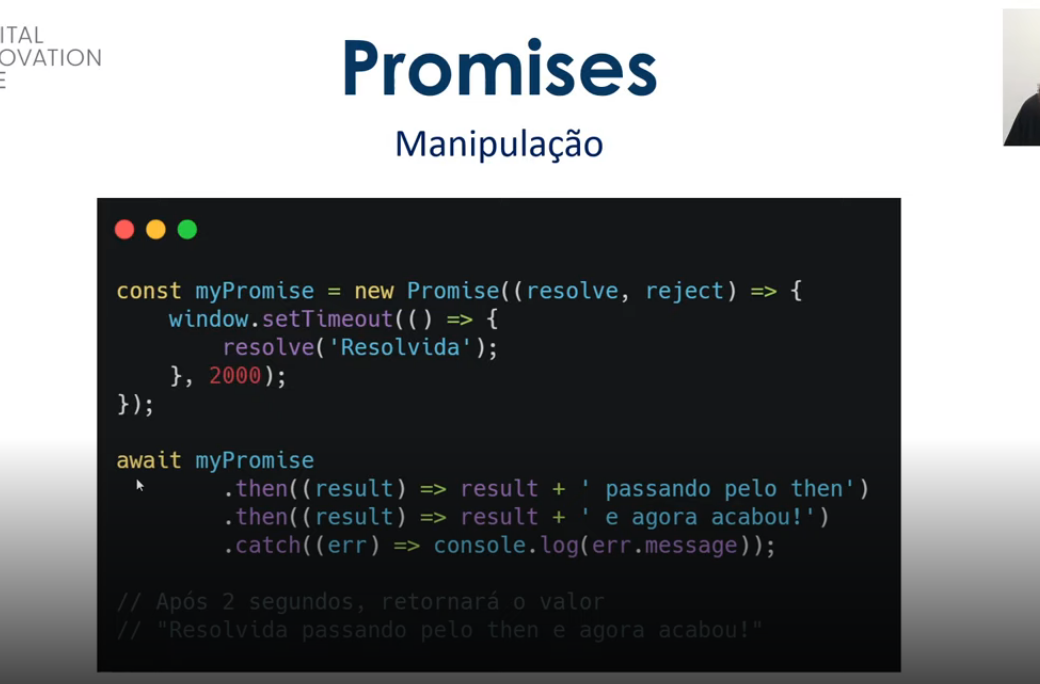 ITAL
OVATION
E
Promises
Manipulação
const myPromise = new Promise((resolve, reject) => {
    window.setTimeout(() => {
        resolve('Resolvida');
    }, 2000);
});
await myPromise
        .then((result) => result + ' passando pelo then')
        .then((result) => result + ' e agora acabou!')
        .catch((err) => console.log(err.message));
// Após 2 segundos, retornará o valor
// "Resolvida passando pelo then e agora acabou!"